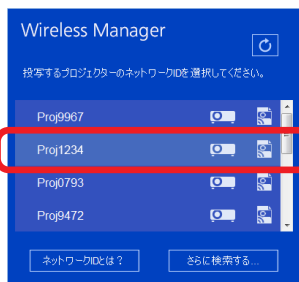 Wireless Manager
投写するプロジェクターのネットワークIDを選択してください。
Proj9967
Proj1234
Proj0793
Proj9472
ネットワークIDとは？
さらに検索する...